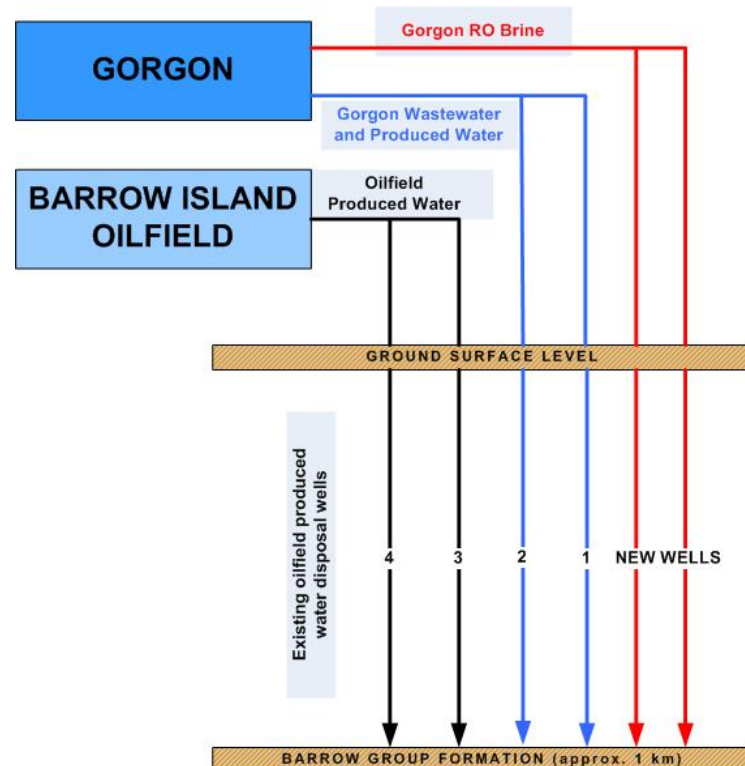 Gorgon RO Brine
GORGON
Gorgon Wastewater
and Produced Water
BARROW ISLAND
OILFIELD
Oilfield
Produced Water
GROUND SURFACE LEVEL
Existing oilfield produced
water disposal wells
4
3
2
1
NEW WELLS
BARROW GROUP FORMATION (approx. 1 km)